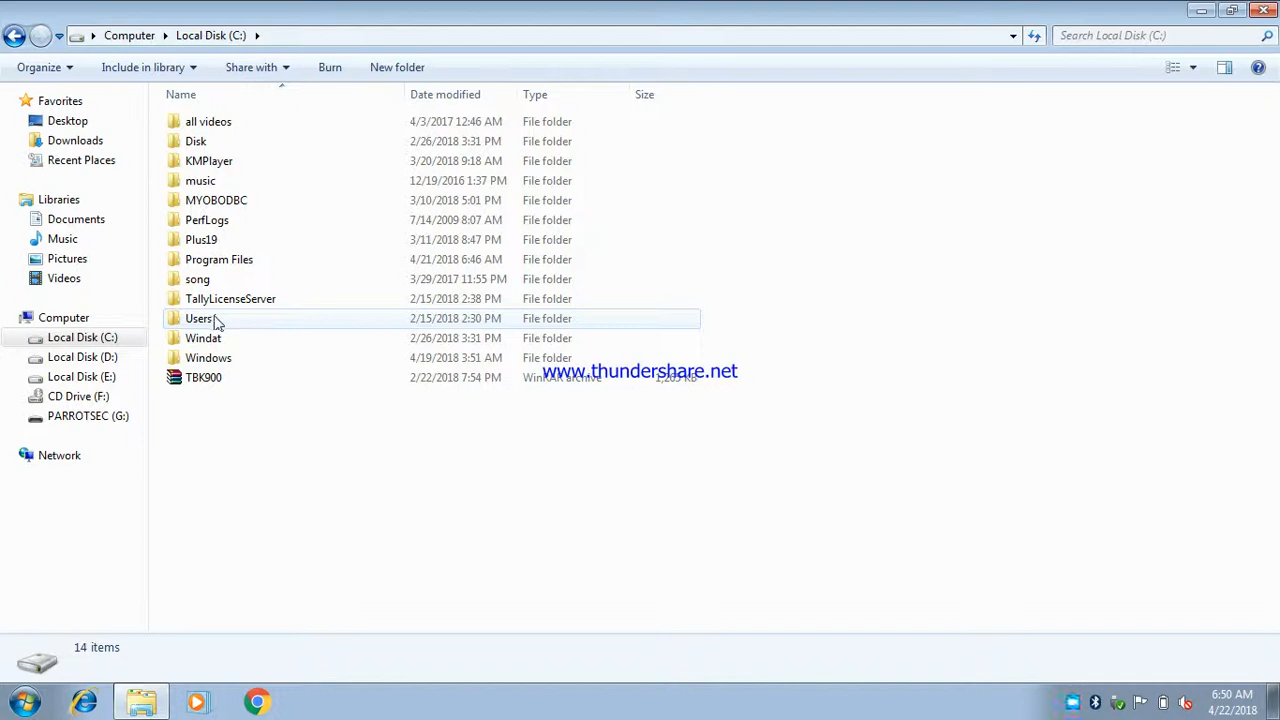 Computer Local Disk (C:) Search Local Disk (C:)
Organize Include in library Share with Burn New folder
Favorites
Desktop
Downloads
Recent Places
Libraries
Documents
Music
Pictures
Videos
Computer
Local Disk (C:)
Local Disk (D:)
Local Disk (E:)
CD Drive (F:)
PARROTSEC (G:)
Network
Name Date modified Type Size
all videos 4/3/2017 12:46 AM File folder
Disk 2/26/2018 3:31 PM File folder
KMPlayer 3/20/2018 9:18 AM File folder
music 12/19/2016 1:37 PM File folder
MYOBODBC 3/10/2018 5:01 PM File folder
PerfLogs 7/14/2009 8:07 AM File folder
Plus19 3/11/2018 8:47 PM File folder
Program Files 4/21/2018 6:46 AM File folder
song 3/29/2017 11:55 PM File folder
TallyLicenseServer 2/15/2018 2:38 PM File folder
Users 2/15/2018 2:30 PM File folder
Windat 2/26/2018 3:31 PM File folder
Windows 4/19/2018 3:51 AM File folder
www.thundershare.net
TBK900 2/22/2018 7:54 PM WinRAR archive KB
14 items
6:50 AM
4/22/2018